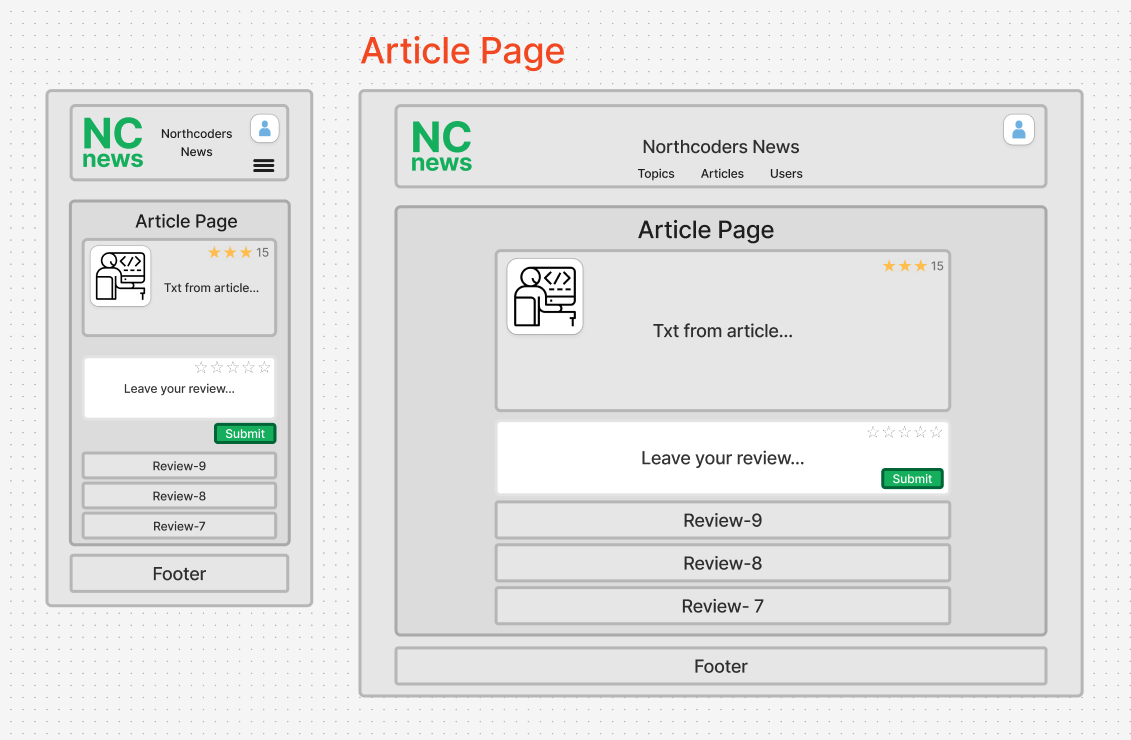 Article Page
NC
news
Northcoders
News
Article Page
15
Txt from article...
Leave your review...
Submit
Review-9
Review-8
Review-7
Footer
NC
news
Northcoders News
Topics Articles Users
Article Page
15
</>
Txt from article...
Leave your review...
Submit
Review-9
Review-8
Review- 7
Footer